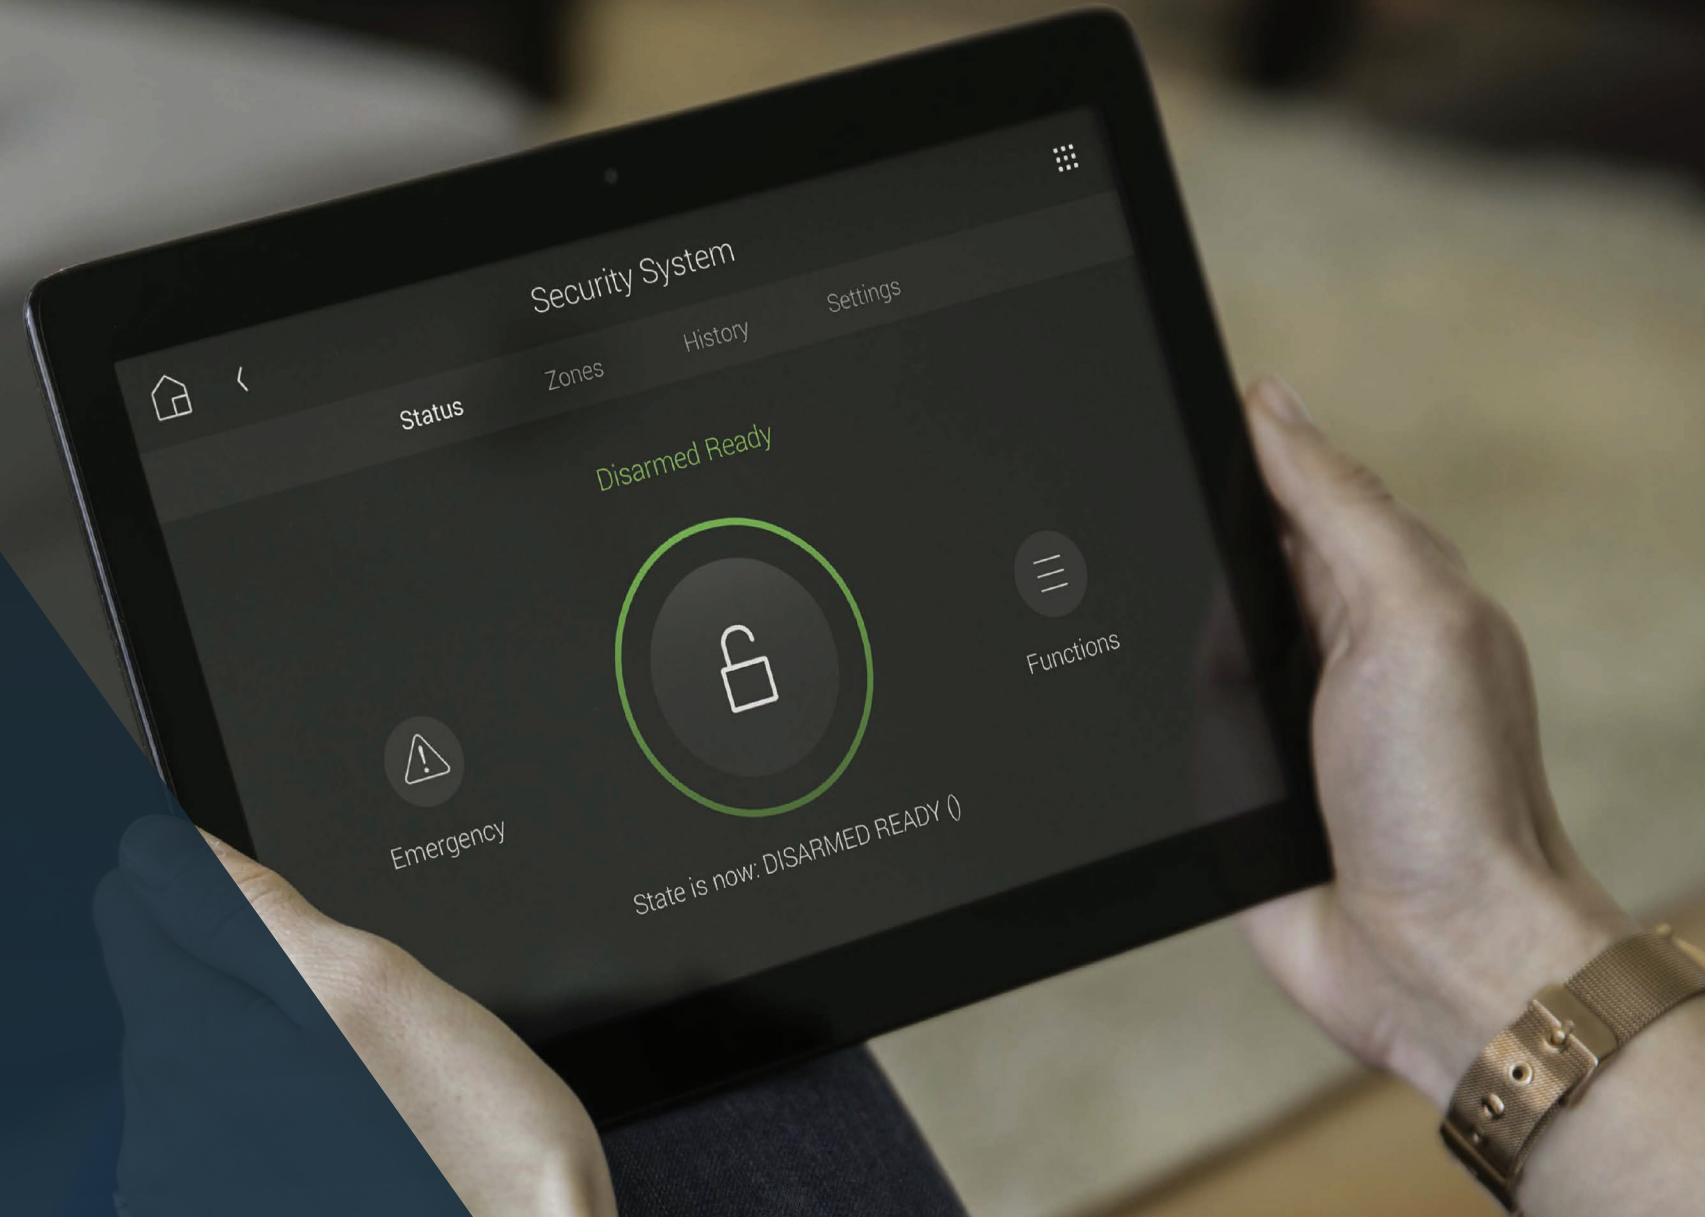 Security System
Status Zones History Settings
Disarmed Ready
Functions
Emergency
State is now: DISARMED READY ()